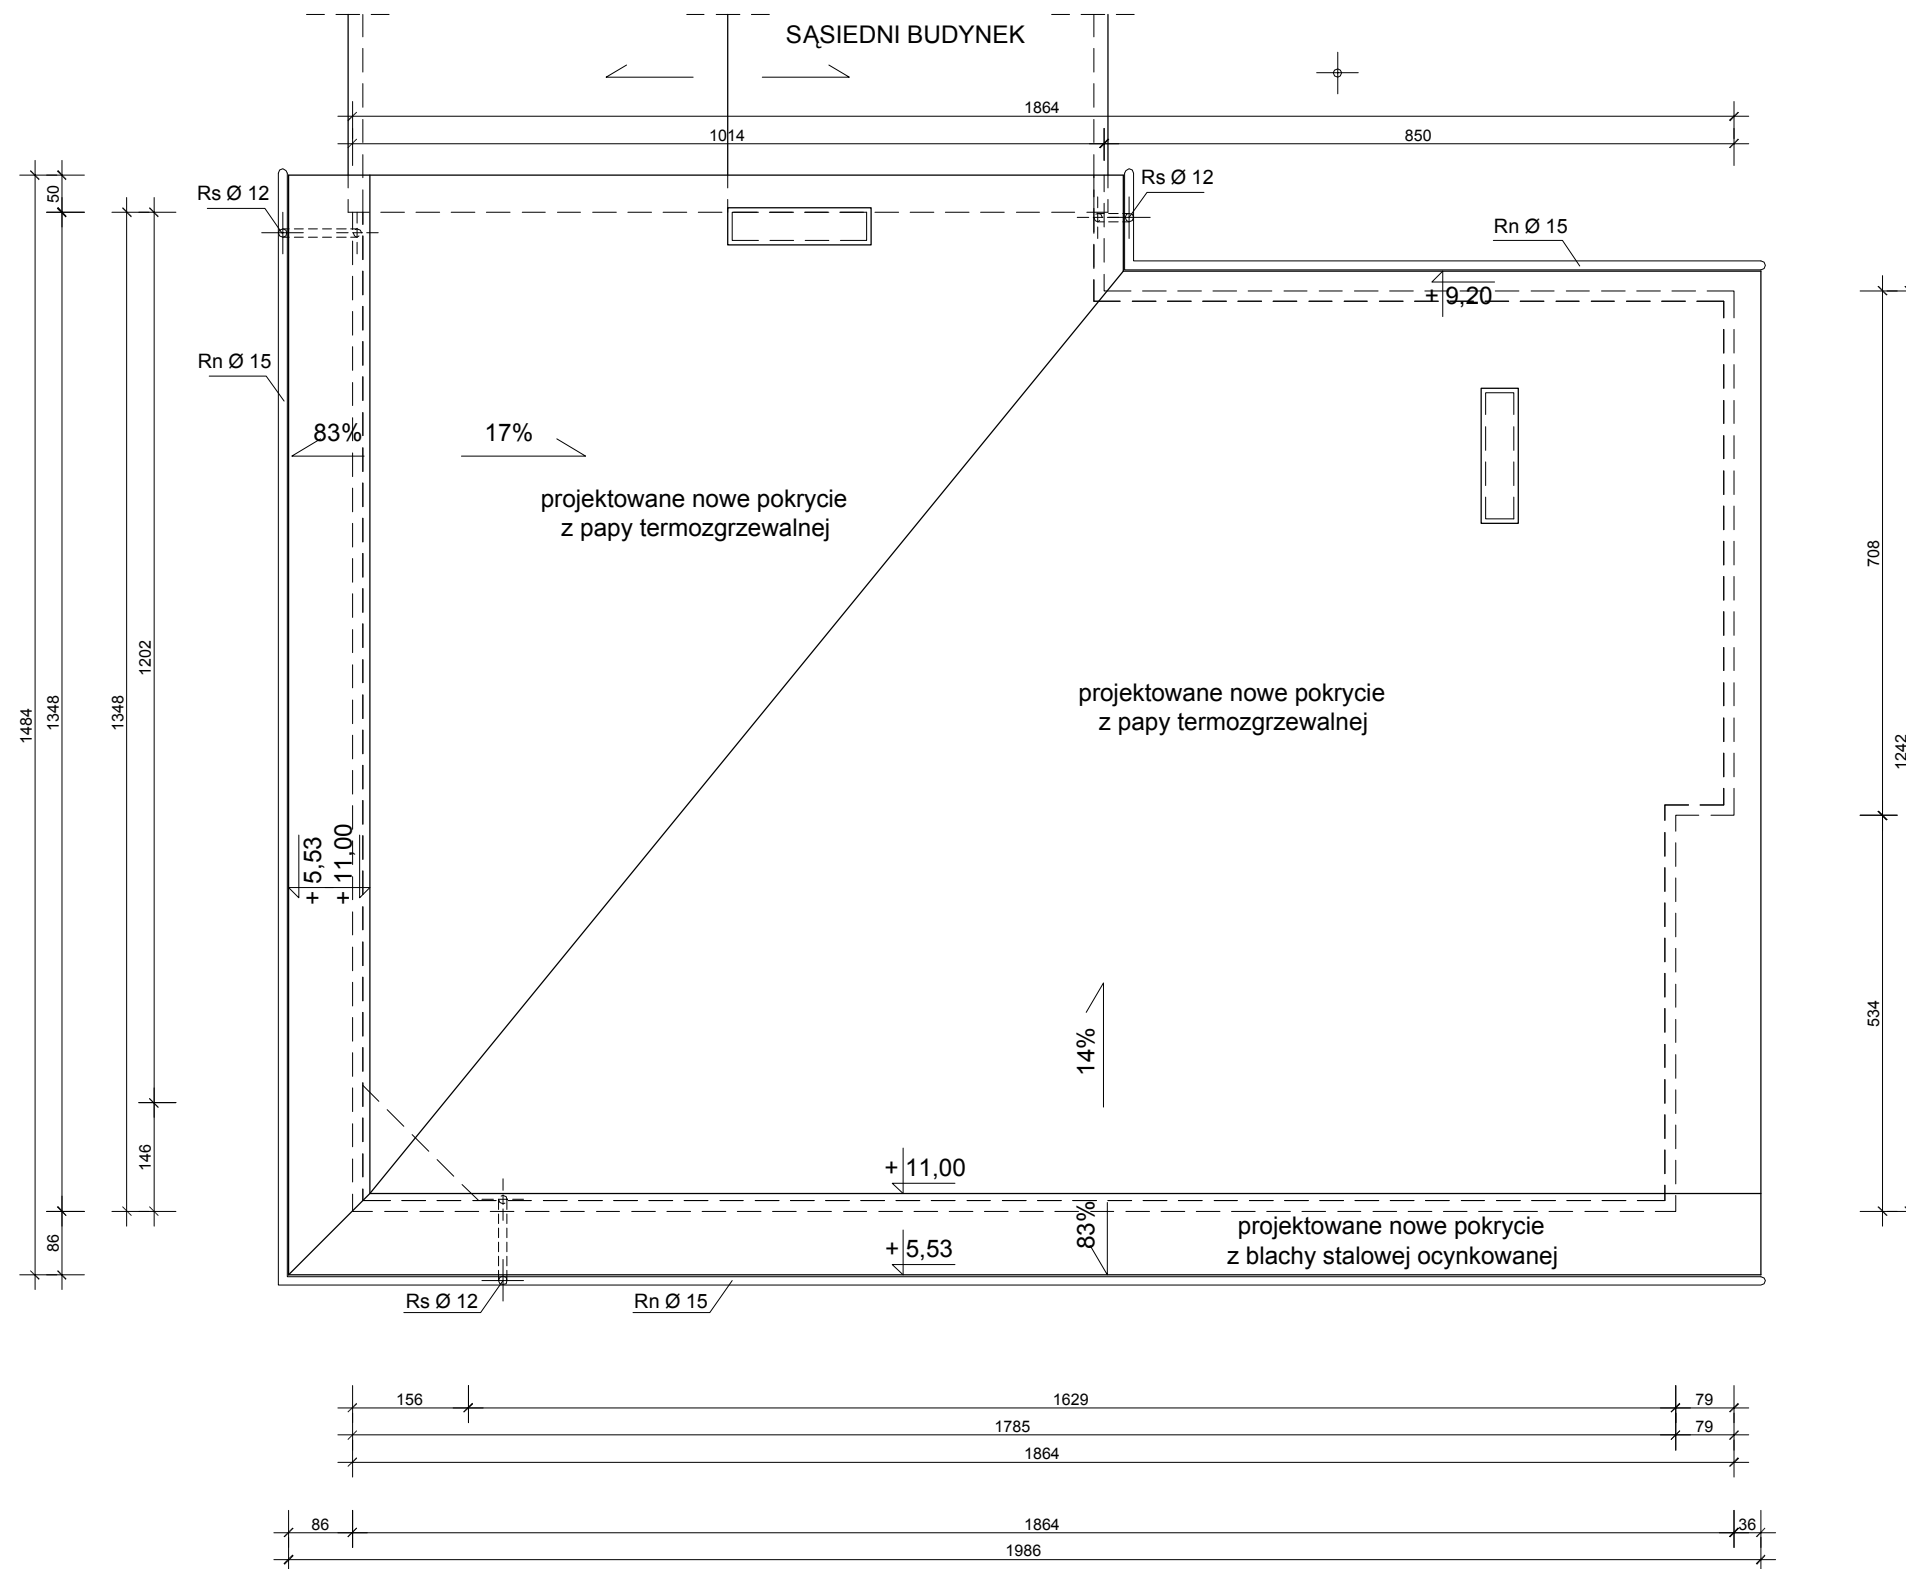 SĄSIEDNI BUDYNEK
1864
1014
850
Rs Ø 12
Rs Ø 12
Rn Ø 15
50
+ 9,20
Rn Ø 15
83%
17%
projektowane nowe pokrycie
z papy termozgrzewalnej
708
1202
1484
1348
1348
projektowane nowe pokrycie
z papy termozgrzewalnej
1242
+ 5,53
+ 11,00
534
14%
146
+ 11,00
86
83%
projektowane nowe pokrycie
z blachy stalowej ocynkowanej
+ 5,53
Rs Ø 12
Rn Ø 15
156
1629
79
1785
79
1864
86
1864
36
1986